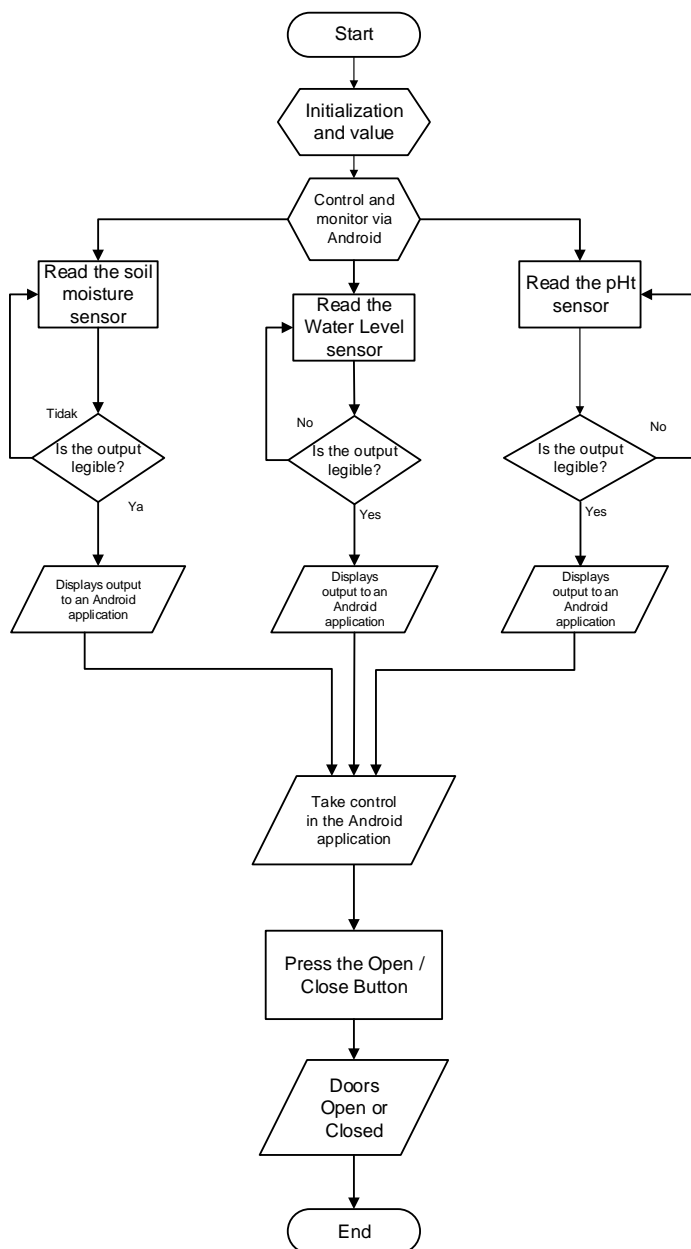 Start
Initialization
and value
Control and
monitor via
Android
Read the soil
moisture
sensor
Read the
Water Level
sensor
Read the pHt
sensor
Tidak
Is the output
legible?
Ya
No
Is the output
legible?
Yes
No
Is the output
legible?
Yes
Displays output
to an Android
application
Displays
output to an
Android
application
Displays
output to an
Android
application
Take control
in the Android
application
Press the Open /
Close Button
Doors
Open or
Closed
End